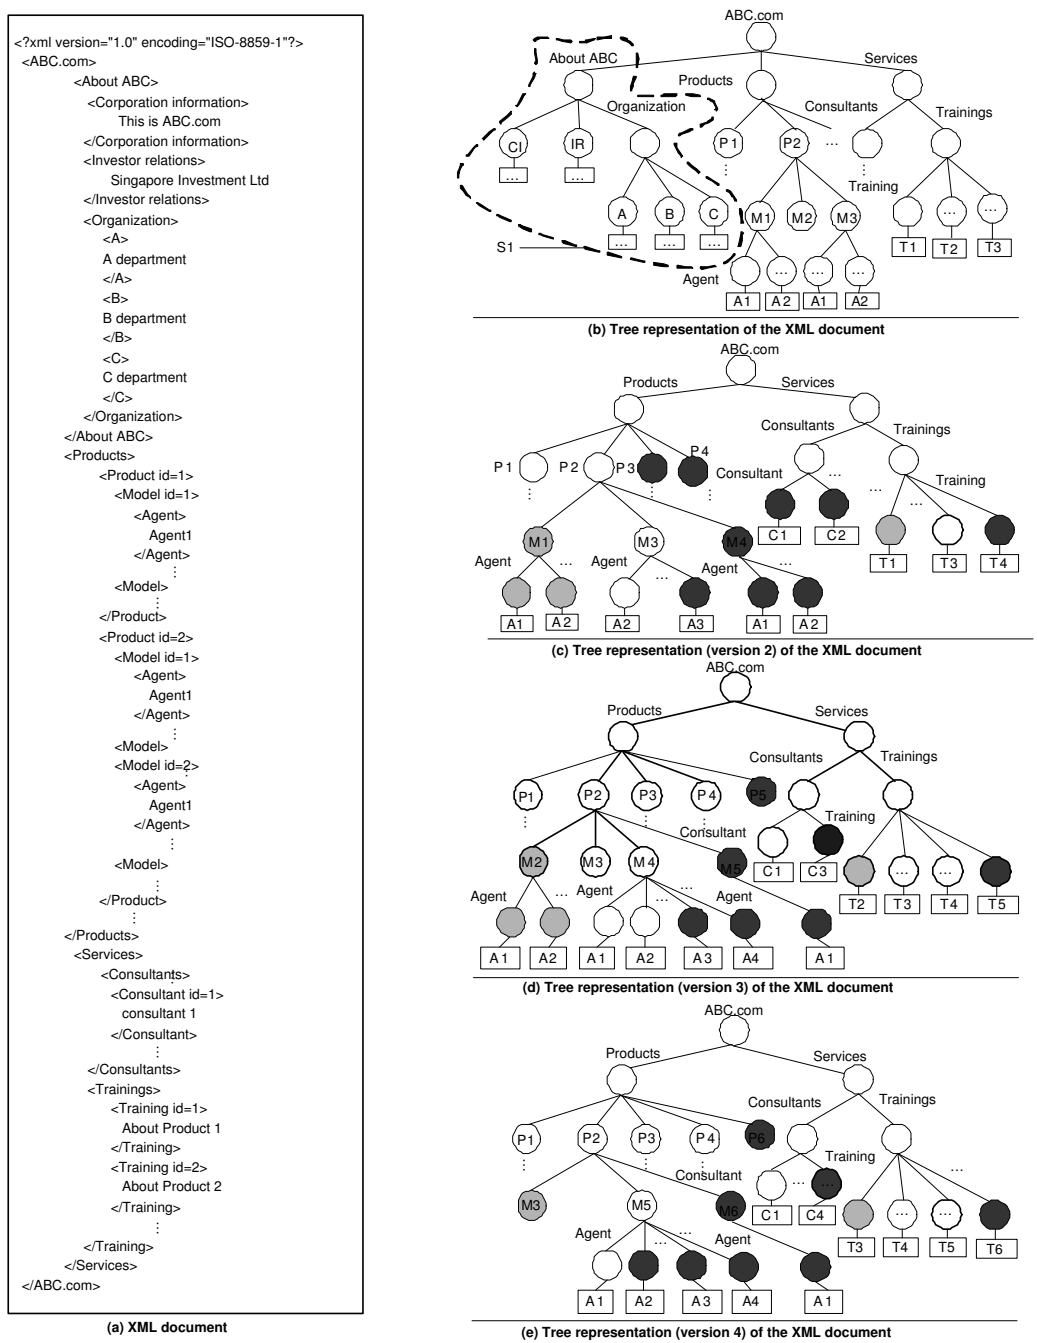 <?xml version="1.0" encoding="ISO-8859-1"?>
<ABC.com>
<About ABC>
<Corporation information>
This is ABC.com
</Corporation information>
<Investor relations>
Singapore Investment Ltd
</Investor relations>
<Organization>
<A>
A department
</A>
<B>
B department
</B>
<C>
C department
</C>
</Organization>
</About ABC>
<Products>
<Product id=1>
<Model id=1>
<Agent>
Agent1
</Agent>
⋮
<Model>
⋮
</Product>
<Product id=2>
<Model id=1>
<Agent>
Agent1
</Agent>
⋮
<Model>
<Model id=2>
<Agent>
Agent1
</Agent>
⋮
<Model>
⋮
</Product>
⋮
</Products>
<Services>
<Consultants>
<Consultant id=1>
consultant 1
</Consultant>
⋮
</Consultants>
<Trainings>
<Training id=1>
About Product 1
</Training>
<Training id=2>
About Product 2
</Training>
⋮
</Training>
</Services>
</ABC.com>
(a) XML document
ABC.com
About ABC Products Services
Organization Consultants Trainings
CI IR P1 P2 ...
... ... ⋮ ⋮
Training
A B C M1 M2 M3 ... ...
... ... ... T1 T2 T3
S1
Agent ... ... ...
A1 A2 A1 A2
(b) Tree representation of the XML document
ABC.com
Products Services
Consultants Trainings
P1 P2 P3 P4 Consultant ... Training
⋮ ⋮ ⋮ ... ...
C1 C2
M1 M3 M4 T1 T3 T4
Agent ... Agent ... Agent ...
A1 A2 A2 A3 A1 A2
(c) Tree representation (version 2) of the XML document
ABC.com
Products Services
Consultants Trainings
P1 P2 P3 P4 P5
⋮ ⋮ ⋮ Consultant Training
M2 M3 M4 M5 C1 C3 ... ...
Agent ... Agent ... Agent T2 T3 T4 T5
A1 A2 A1 A2 A3 A4 A1
(d) Tree representation (version 3) of the XML document
ABC.com
Products Services
Consultants Trainings
P1 P2 P3 P4 P6
⋮ ⋮ ⋮ Consultant Training ...
M3 M5 M6 ... ... ... ...
C1 C4
Agent ... ... Agent T3 T4 T5 T6
A1 A2 A3 A4 A1
(e) Tree representation (version 4) of the XML document